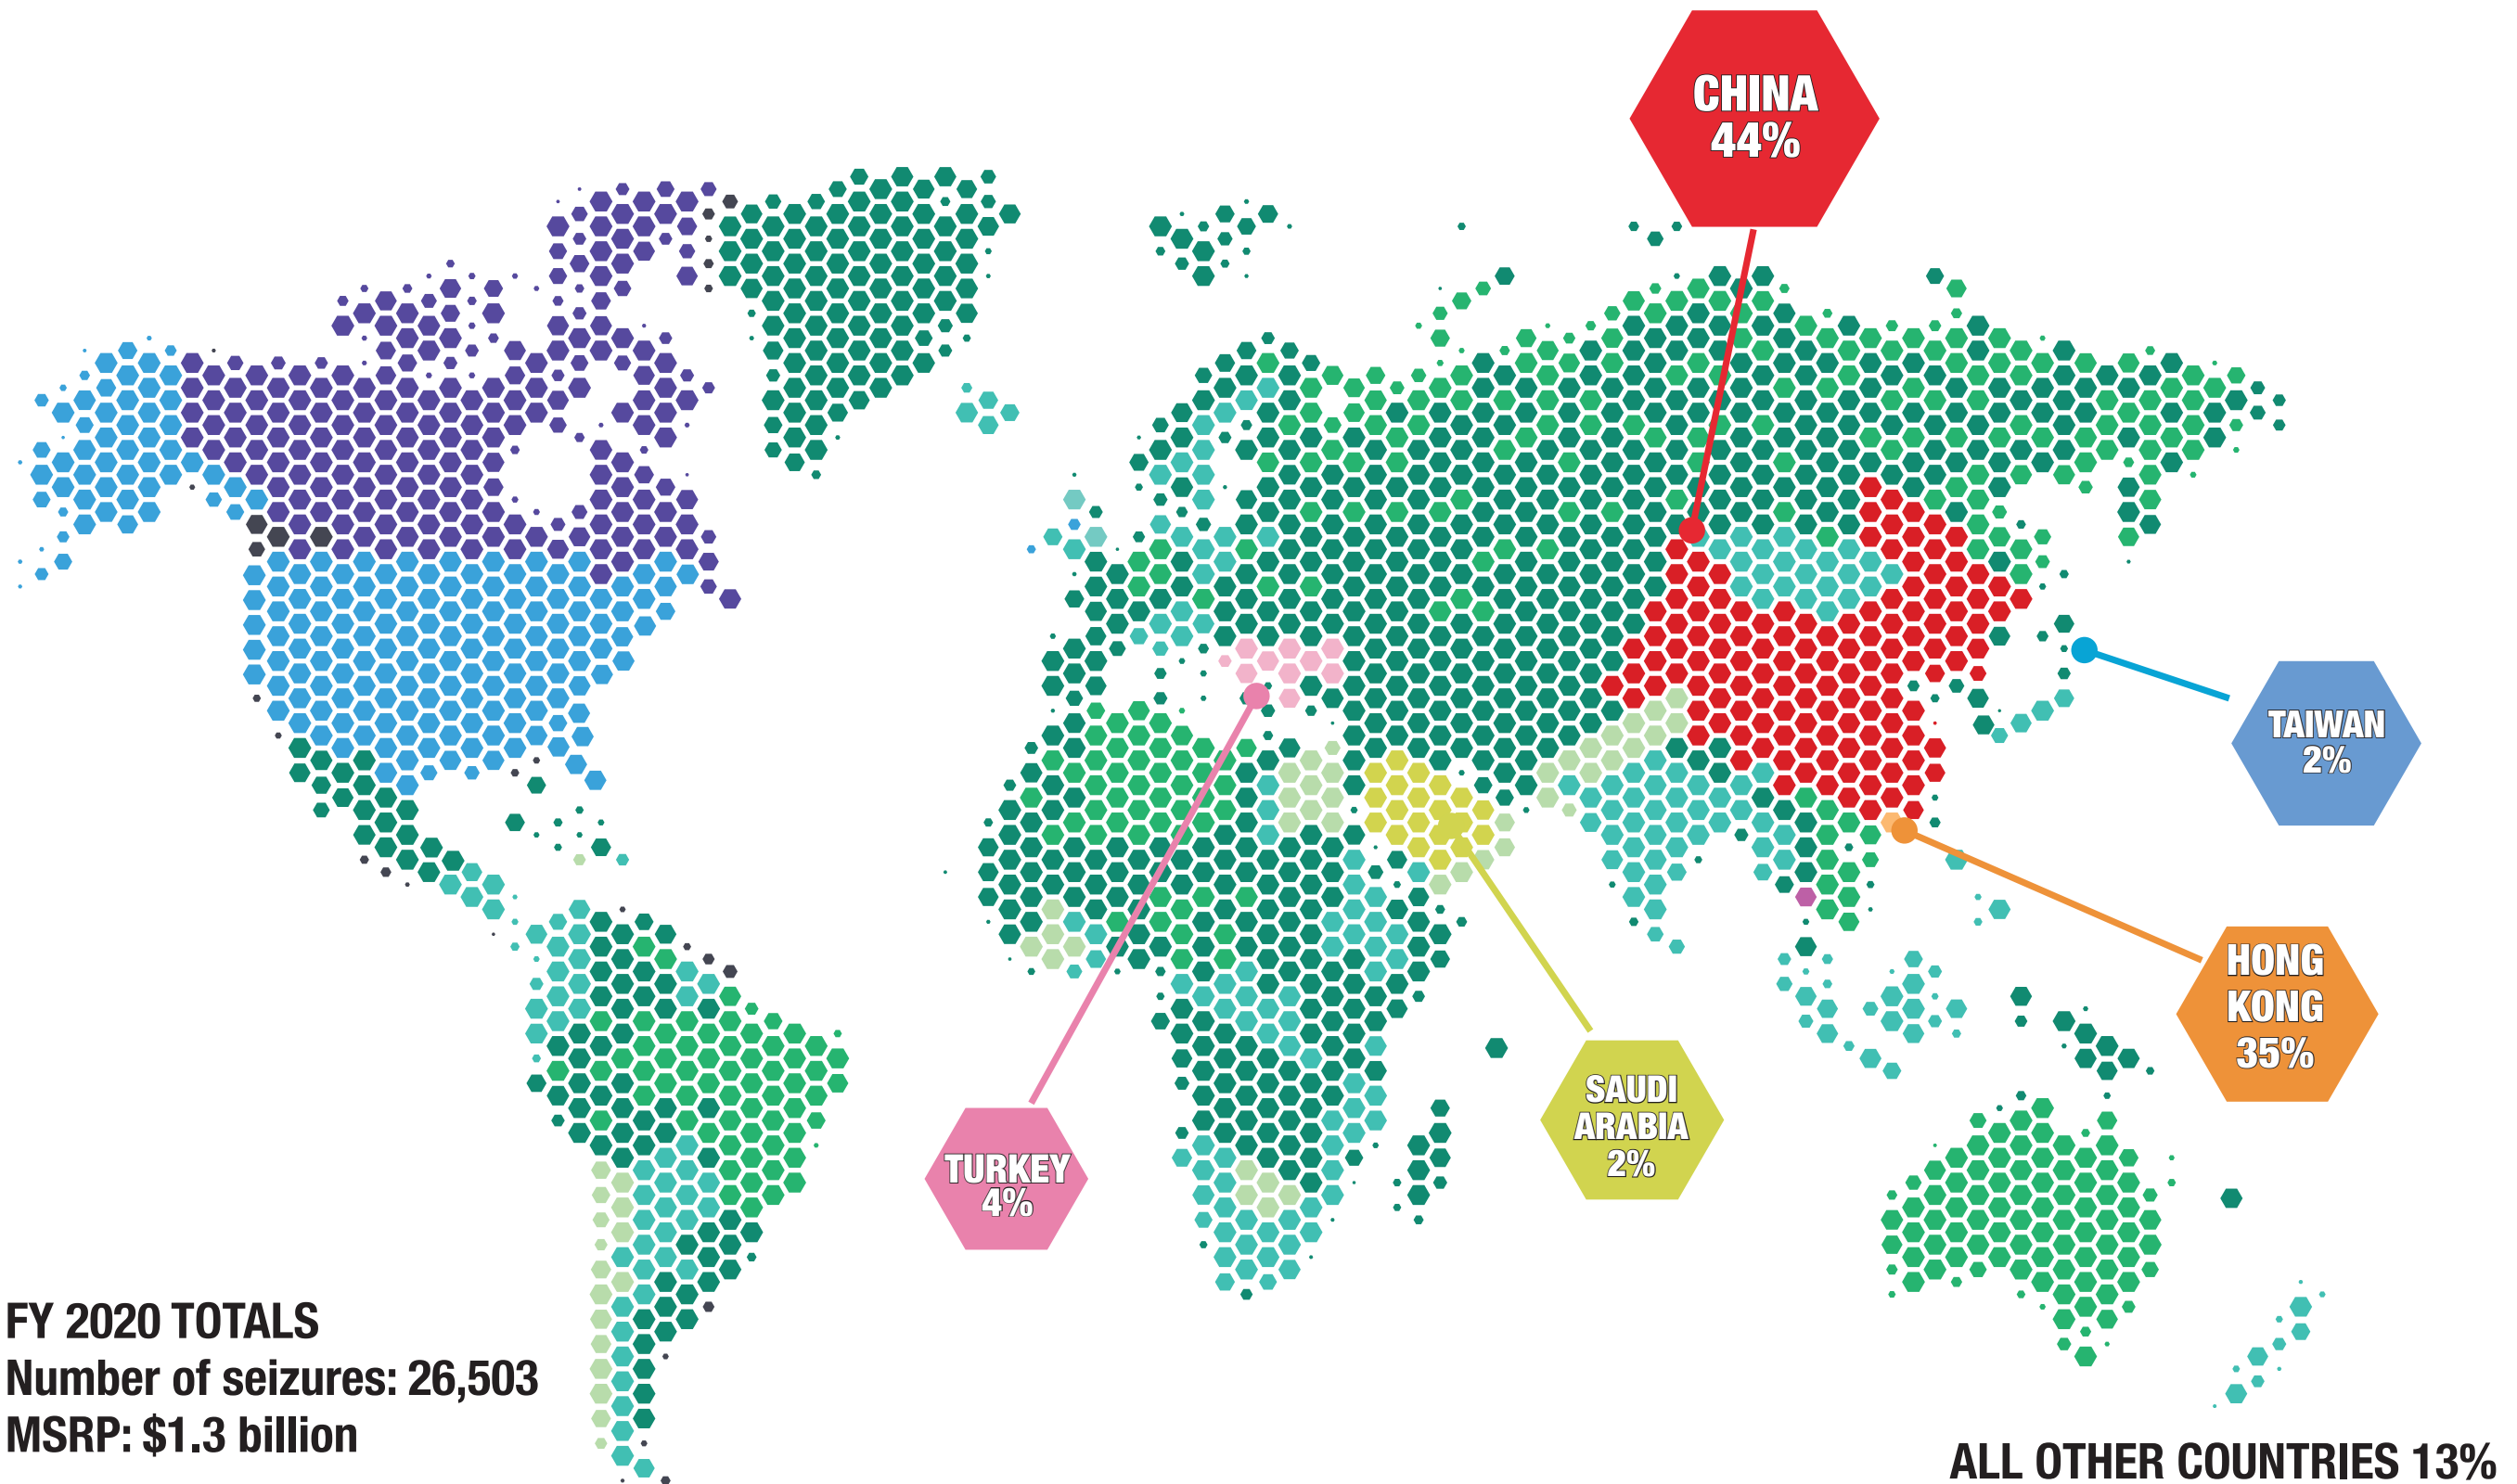 CHINA
44%
TAIWAN
2%
HONG
KONG
35%
SAUDI
ARABIA
2%
TURKEY
4%
FY 2020 TOTALS
Number of seizures: 26,503
MSRP: $1.3 billion
ALL OTHER COUNTRIES 13%